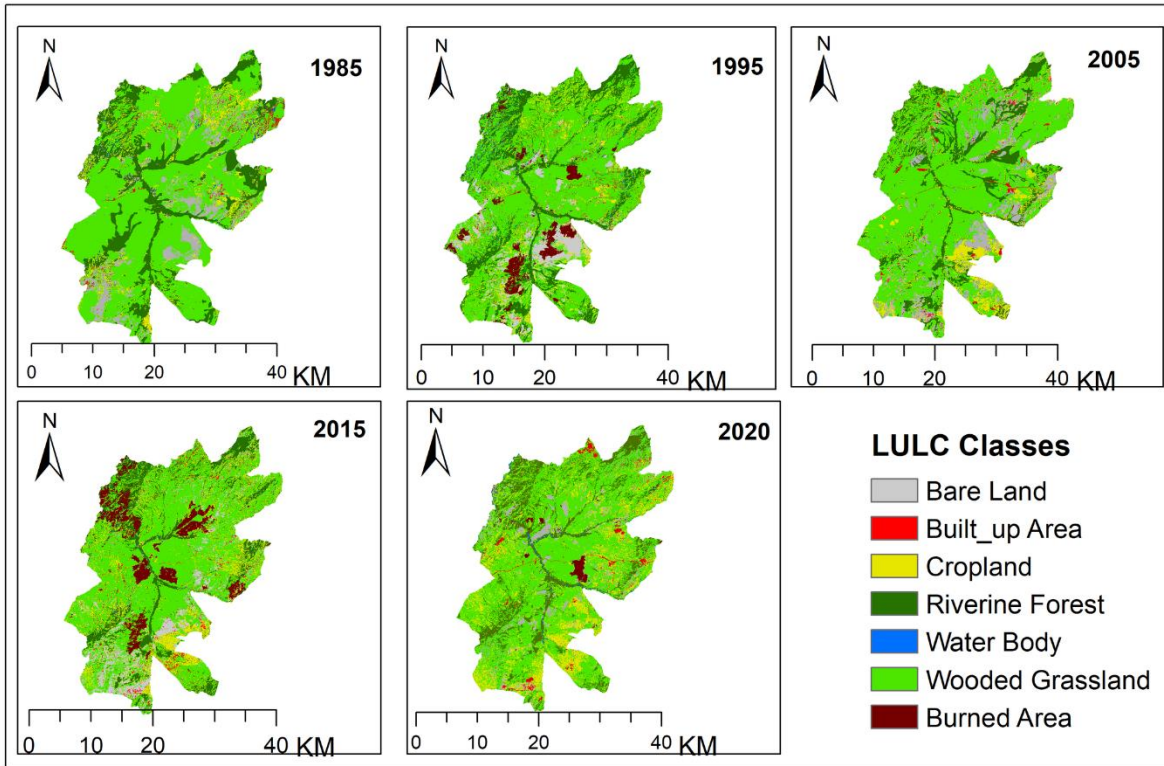 N
1985
0 10 20 40
KM
N
1995
0 10 20 40
KM
N
2005
0 10 20 40
KM
N
2015
0 10 20 40
KM
N
2020
0 10 20 40
KM
LULC Classes
Bare Land
Built_up Area
Cropland
Riverine Forest
Water Body
Wooded Grassland
Burned Area